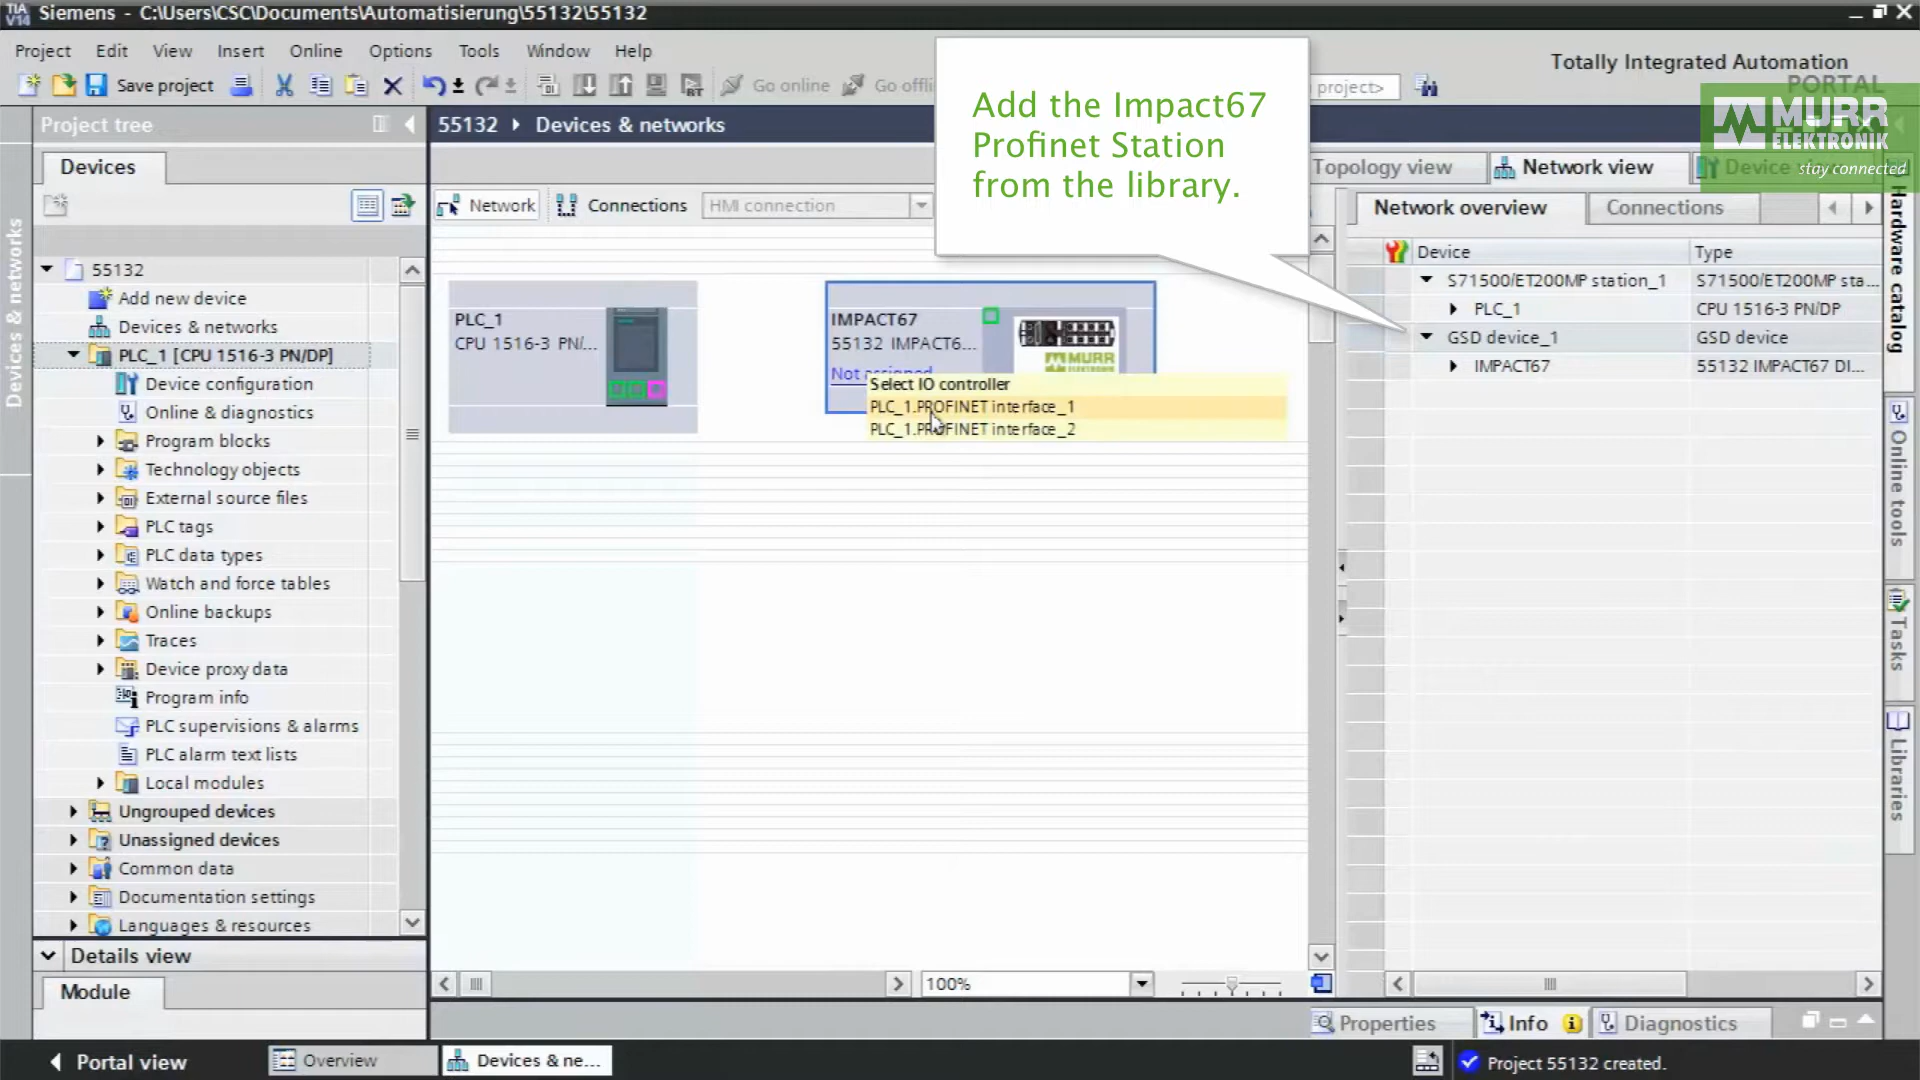 Siemens - C:\Users\CSC\Documents\Automatisierung\55132\55132
Project Edit View Insert Online Options Tools Window Help
Totally Integrated Automation
PORTAL
Save project
Go online
Go offli
project>
Add the Impact67
Profinet Station
from the library.
MURR
ELEKTRONIK
stay connected
Project tree
55132 Devices & networks
Devices
Topology view
Network view
Device
Network
Connections
HMI connection
Network overview
Connections
Device
Type
S71500/ET200MP station_1
S71500/ET200MP sta...
PLC_1
CPU 1516-3 PN/DP
GSD device_1
GSD device
IMPACT67
55132 IMPACT67 DI...
Devices & networks
55132
Add new device
Devices & networks
PLC_1 [CPU 1516-3 PN/DP]
Device configuration
Online & diagnostics
Program blocks
Technology objects
External source files
PLC tags
PLC data types
Watch and force tables
Online backups
Traces
Device proxy data
Program info
PLC supervisions & alarms
PLC alarm text lists
Local modules
Ungrouped devices
Unassigned devices
Common data
Documentation settings
Languages & resources
Details view
Module
PLC_1
CPU 1516-3 PN/...
IMPACT67
55132 IMPACT6...
Not assigned
MURR
Select IO controller
PLC_1.PROFINET interface_1
PLC_1.PROFINET interface_2
100%
Hardware catalog
Online tools
Tasks
Libraries
Properties
Info
Diagnostics
Portal view
Overview
Devices & ne...
Project 55132 created.